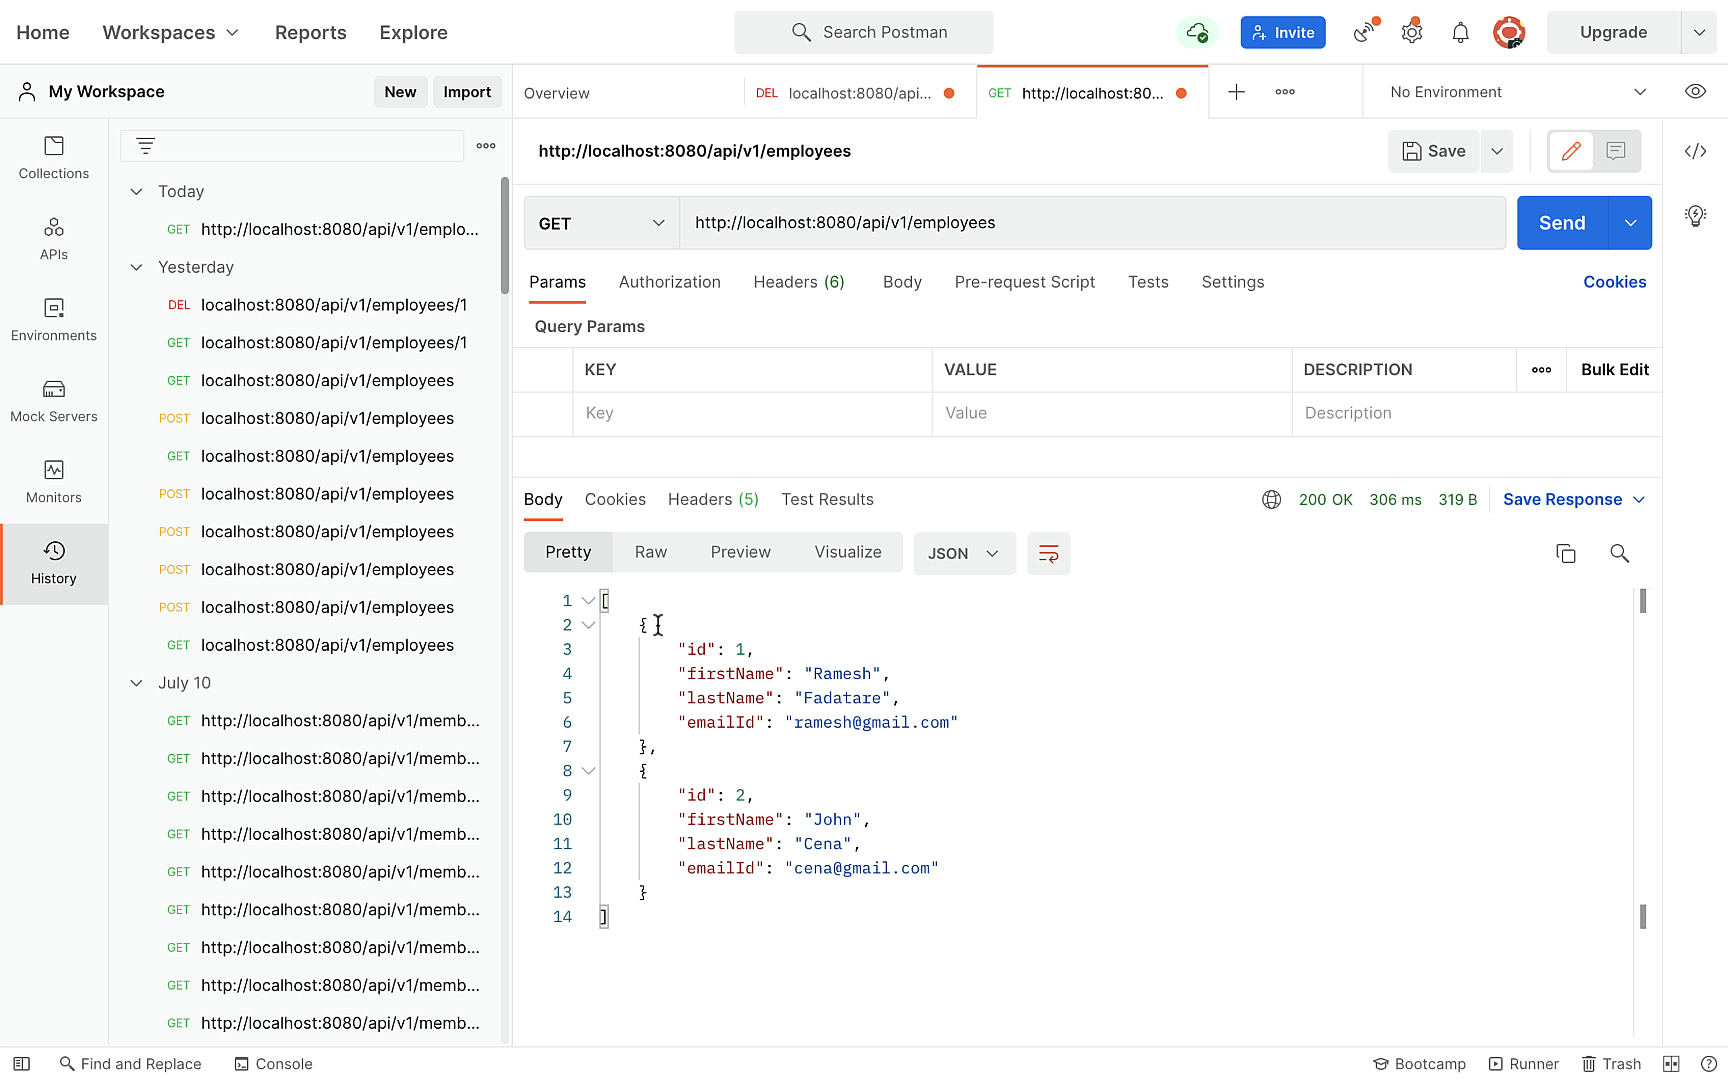 Home
Workspaces
Reports
Explore
Search Postman
Invite
Upgrade
My Workspace
New
Import
Overview
DEL localhost:8080/api...
GET http://localhost:80...
No Environment
Collections
APIs
Environments
Mock Servers
Monitors
History
Today
GET http://localhost:8080/api/v1/emplo...
Yesterday
DEL localhost:8080/api/v1/employees/1
GET localhost:8080/api/v1/employees/1
GET localhost:8080/api/v1/employees
POST localhost:8080/api/v1/employees
GET localhost:8080/api/v1/employees
POST localhost:8080/api/v1/employees
POST localhost:8080/api/v1/employees
POST localhost:8080/api/v1/employees
POST localhost:8080/api/v1/employees
GET localhost:8080/api/v1/employees
July 10
GET http://localhost:8080/api/v1/memb...
GET http://localhost:8080/api/v1/memb...
GET http://localhost:8080/api/v1/memb...
GET http://localhost:8080/api/v1/memb...
GET http://localhost:8080/api/v1/memb...
GET http://localhost:8080/api/v1/memb...
GET http://localhost:8080/api/v1/memb...
GET http://localhost:8080/api/v1/memb...
GET http://localhost:8080/api/v1/memb...
http://localhost:8080/api/v1/employees
Save
GET
http://localhost:8080/api/v1/employees
Send
Params
Authorization
Headers (6)
Body
Pre-request Script
Tests
Settings
Cookies
Query Params
KEY
VALUE
DESCRIPTION
Bulk Edit
Key
Value
Description
Body
Cookies
Headers (5)
Test Results
200 OK
306 ms
319 B
Save Response
Pretty
Raw
Preview
Visualize
JSON
1 [
2 {
3 "id": 1,
4 "firstName": "Ramesh",
5 "lastName": "Fadatare",
6 "emailId": "ramesh@gmail.com"
7 },
8 {
9 "id": 2,
10 "firstName": "John",
11 "lastName": "Cena",
12 "emailId": "cena@gmail.com"
13 }
14 ]
Find and Replace
Console
Bootcamp
Runner
Trash